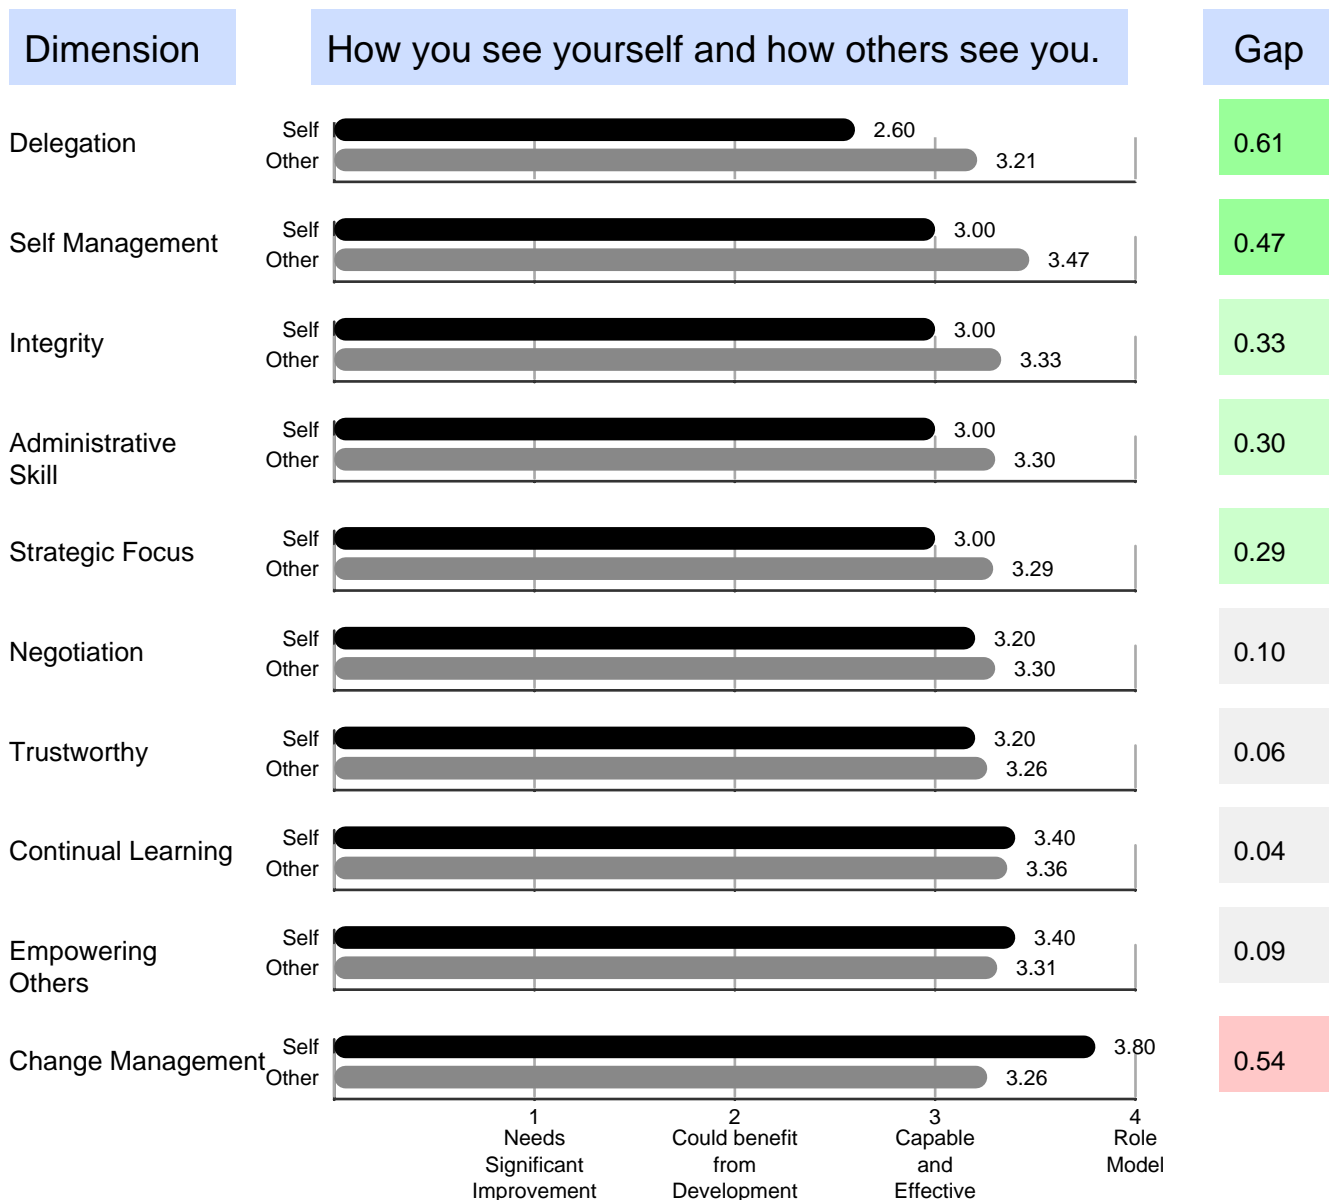 Dimension
How you see yourself and how others see you.
Gap
Delegation
Self
2.60
Other
3.21
0.61
Self Management
Self
3.00
Other
3.47
0.47
Integrity
Self
3.00
Other
3.33
0.33
Administrative
Skill
Self
3.00
Other
3.30
0.30
Strategic Focus
Self
3.00
Other
3.29
0.29
Negotiation
Self
3.20
Other
3.30
0.10
Trustworthy
Self
3.20
Other
3.26
0.06
Continual Learning
Self
3.40
Other
3.36
0.04
Empowering
Others
Self
3.40
Other
3.31
0.09
Change Management
Self
3.80
Other
3.26
0.54
1
Needs
Significant
Improvement
2
Could benefit
from
Development
3
Capable
and
Effective
4
Role
Model